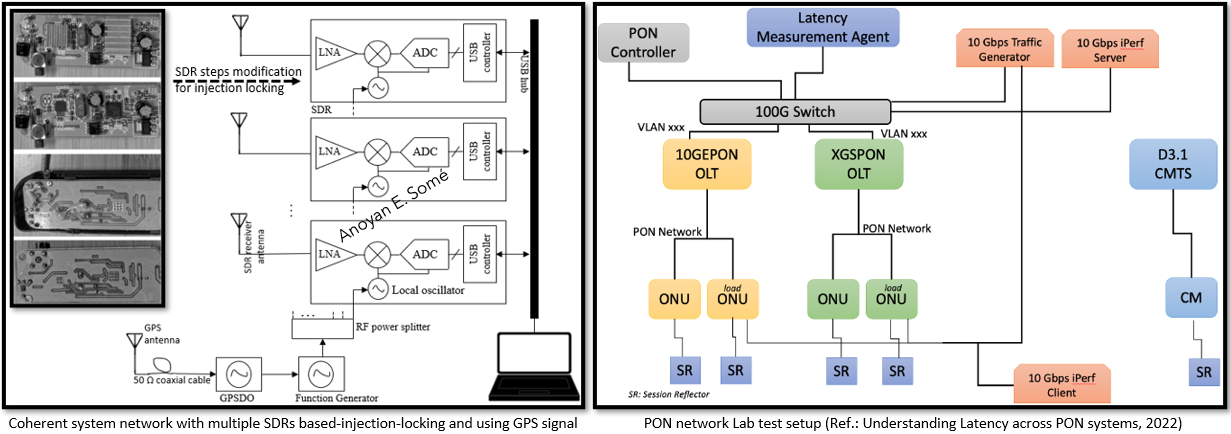 SDR steps modification
for injection locking
LNA
ADC
USB
controller
SDR
LNA
ADC
USB
controller
Anoyan E. Somé
SDR receiver
antenna
LNA
ADC
USB
controller
Local oscillator
USB hub
RF power splitter
GPS
antenna
50 Ω coaxial cable
GPSDO
Function Generator
Coherent system network with multiple SDRs based-injection-locking and using GPS signal
PON
Controller
Latency
Measurement Agent
10 Gbps Traffic
Generator
10 Gbps iPerf
Server
100G Switch
VLAN xxx
VLAN xxx
10GEPON
OLT
XGSPON
OLT
D3.1
CMTS
PON Network
PON Network
ONU
load
ONU
ONU
load
ONU
CM
SR
SR
SR
SR
SR
10 Gbps iPerf
Client
SR: Session Reflector
PON network Lab test setup (Ref.: Understanding Latency across PON systems, 2022)